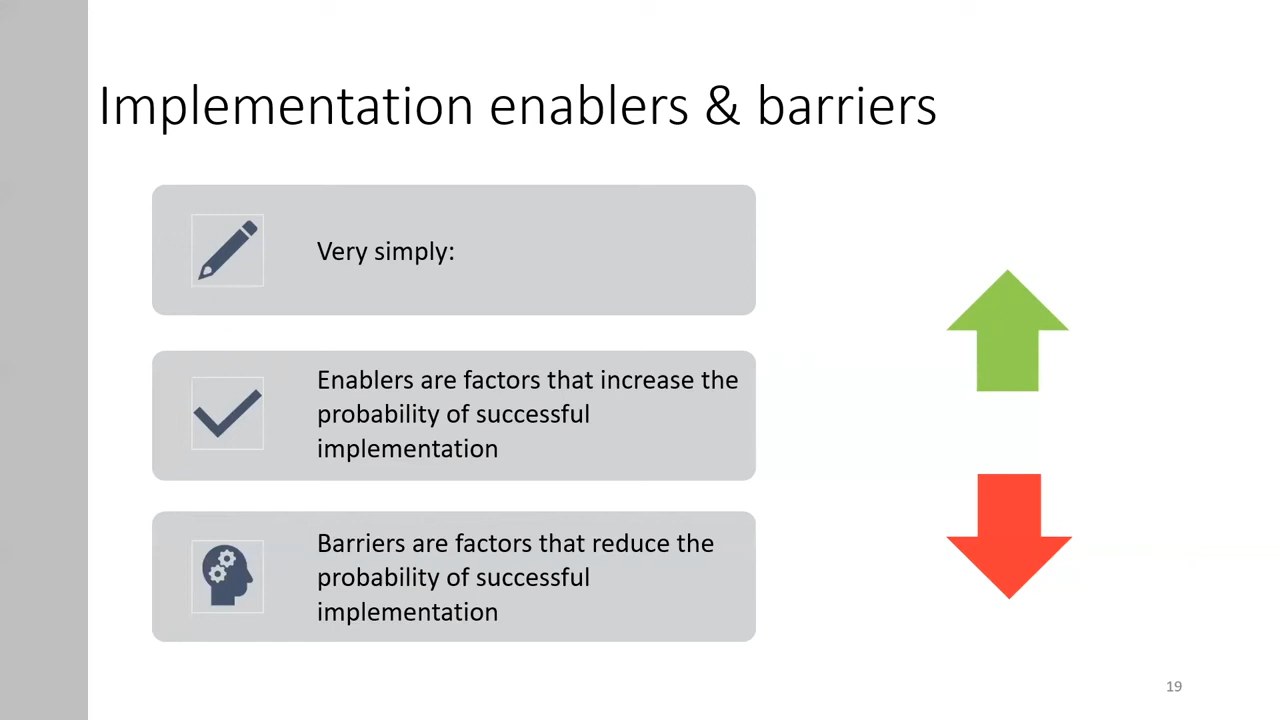 Implementation enablers & barriers
Very simply:
Enablers are factors that increase the
probability of successful
implementation
Barriers are factors that reduce the
probability of successful
implementation
19